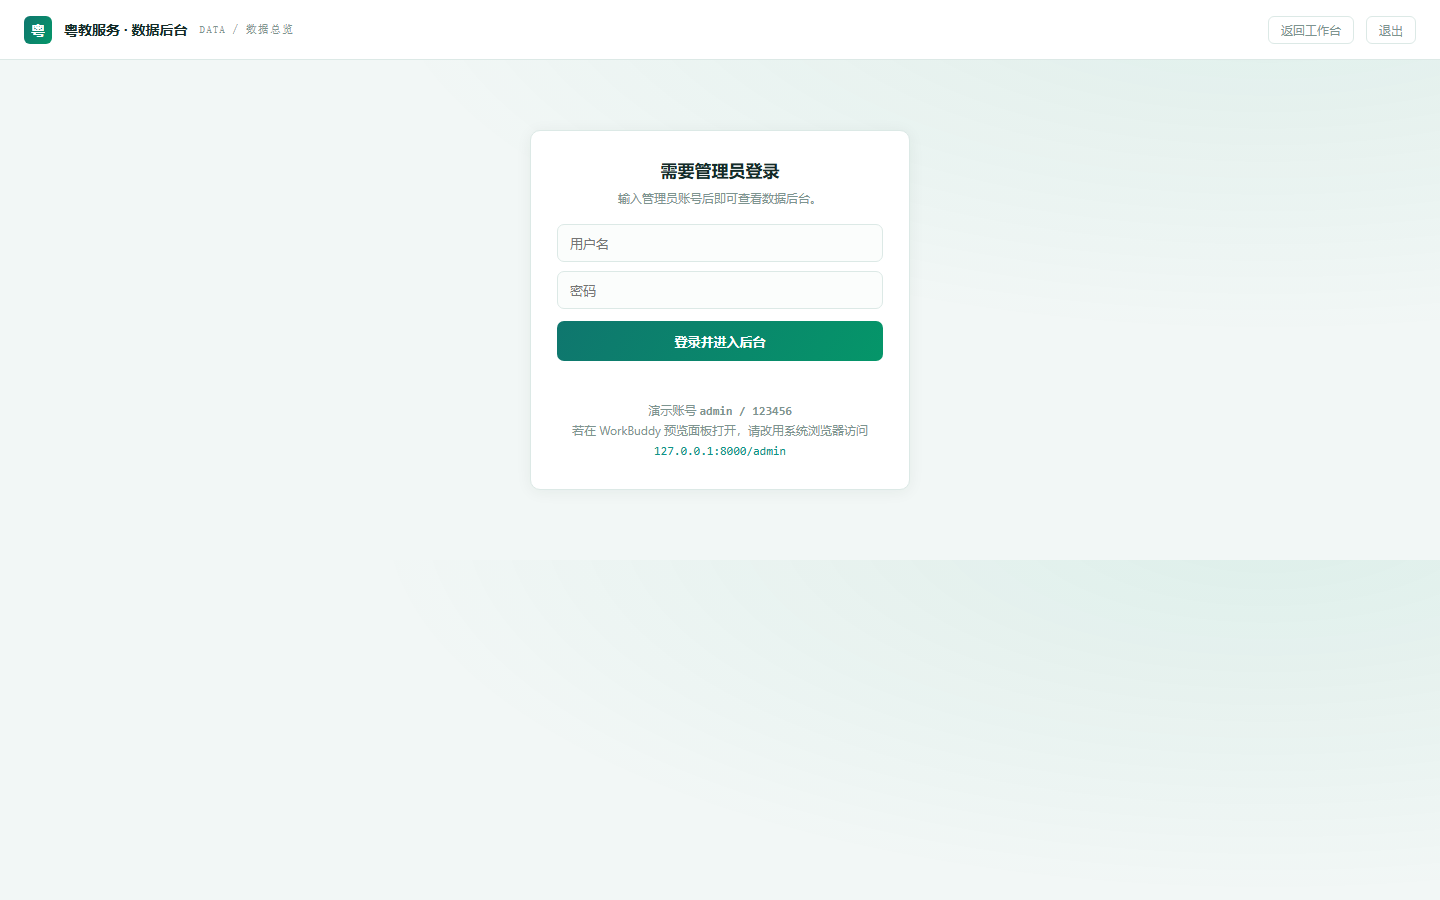 粤 粤教服务 · 数据后台 DATA / 数据总览 返回工作台 退出
需要管理员登录
输入管理员账号后即可查看数据后台。
用户名
密码
登录并进入后台
演示账号 admin / 123456
若在 WorkBuddy 预览面板打开，请改用系统浏览器访问
127.0.0.1:8000/admin